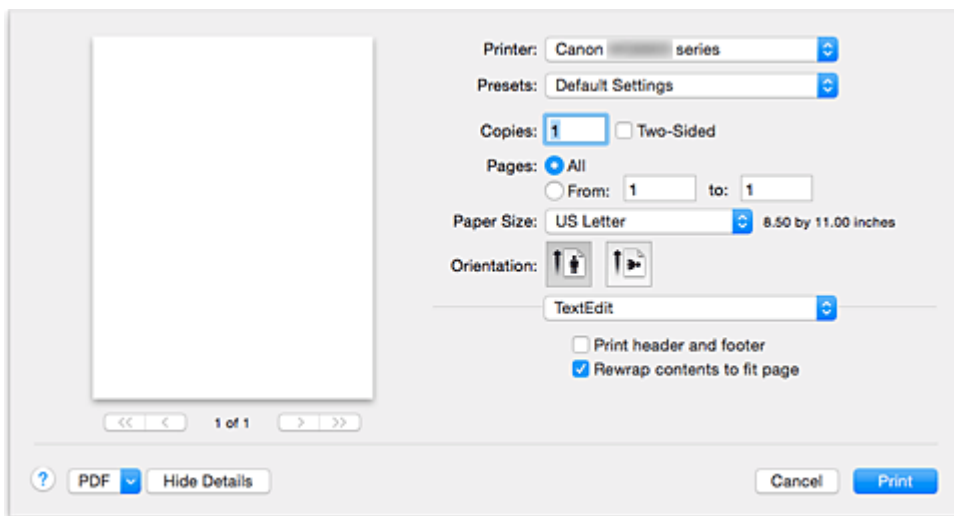 Printer: Canon series
Presets: Default Settings
Copies: 1 Two-Sided
Pages: All
From: 1 to: 1
Paper Size: US Letter 8.50 by 11.00 inches
Orientation:
TextEdit
Print header and footer
Rewrap contents to fit page
<< < 1 of 1 > >>
? PDF Hide Details Cancel Print